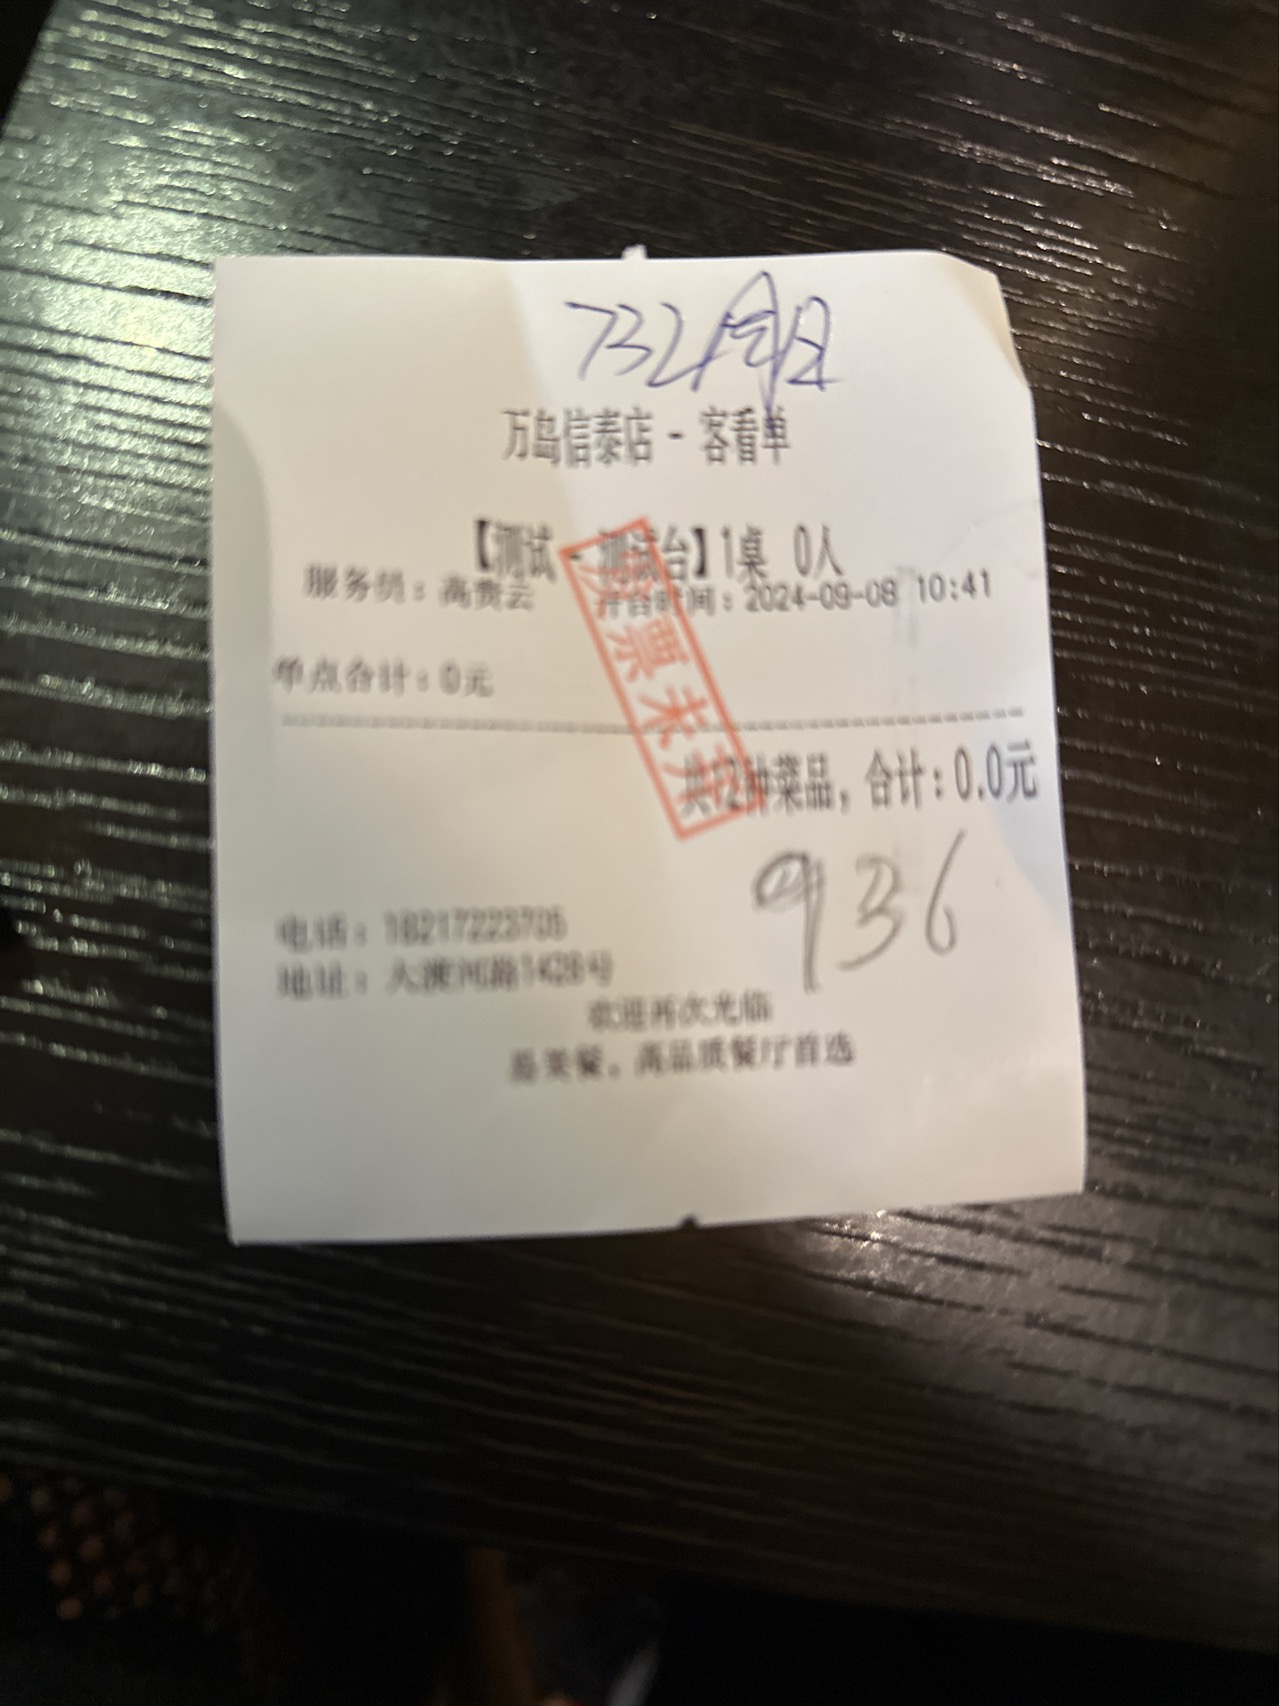 732
万岛信泰店 - 客看单
【测试 - 测试台】1桌 0人
服务员：高贵云 开台时间：2024-09-08 10:41
单点合计：0元
共12种菜品，合计：0.0元
936
电话：18217223705
地址：大渡河路1428号
欢迎再次光临
易美餐，高品质餐厅首选
发票未开